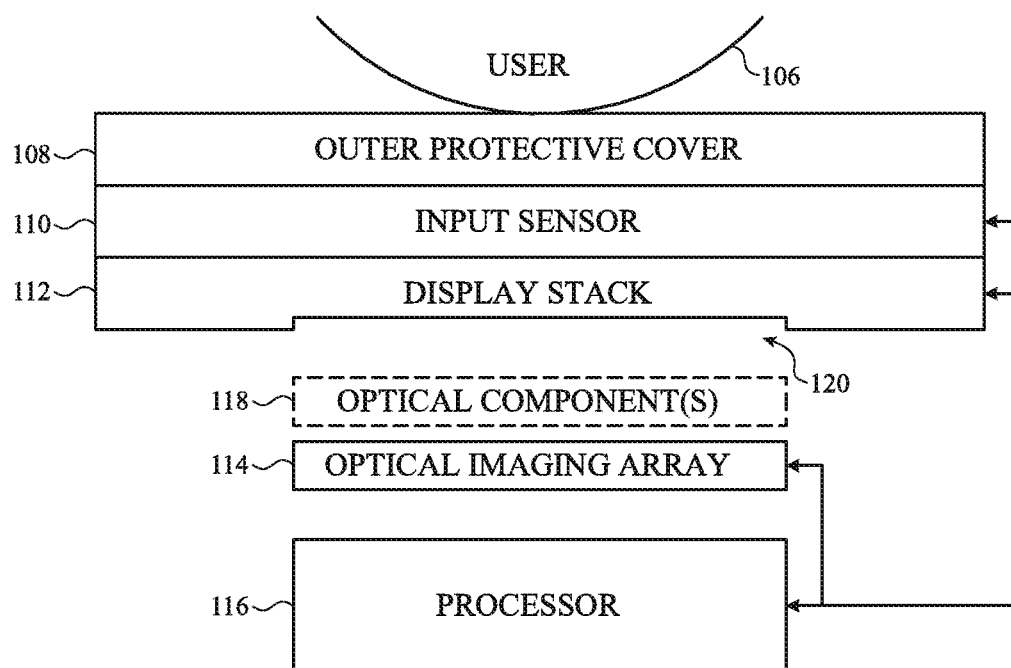 USER
106
108 OUTER PROTECTIVE COVER
110 INPUT SENSOR
112 DISPLAY STACK
120
118 OPTICAL COMPONENT(S)
114 OPTICAL IMAGING ARRAY
116 PROCESSOR